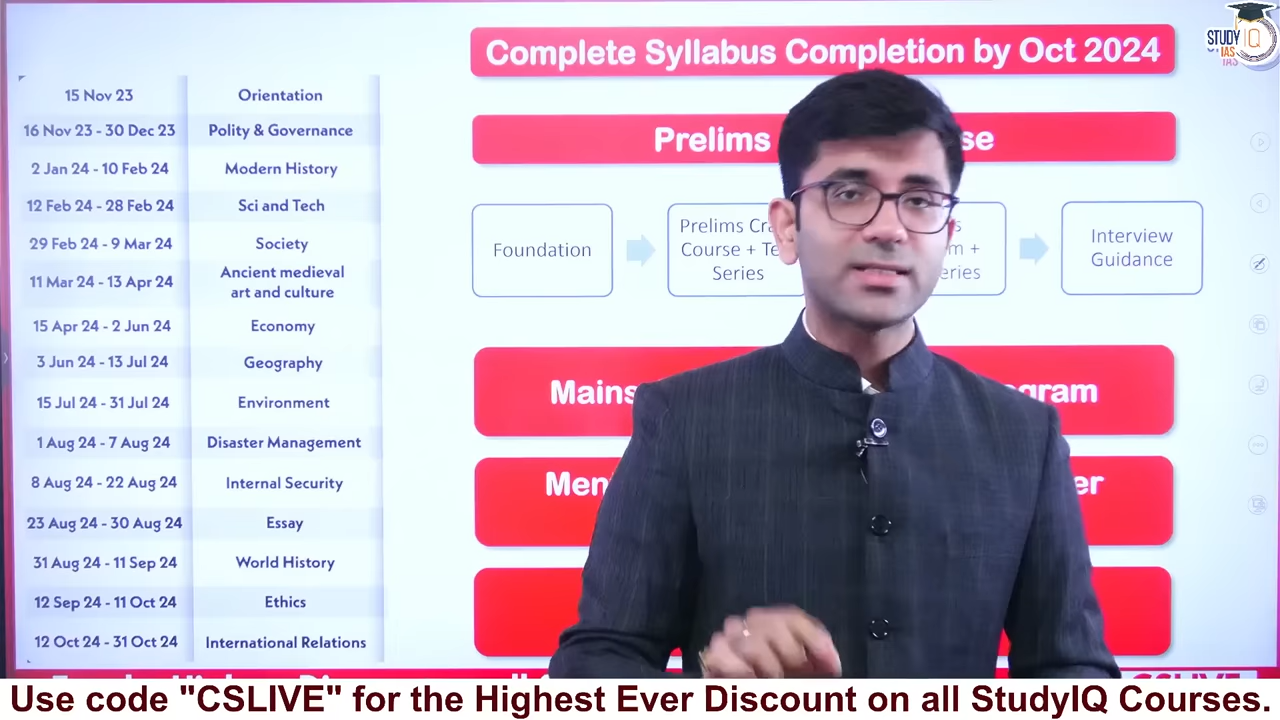 STUDY IQ
IAS
Complete Syllabus Completion by Oct 2024
15 Nov 23 Orientation
16 Nov 23 - 30 Dec 23 Polity & Governance
2 Jan 24 - 10 Feb 24 Modern History
12 Feb 24 - 28 Feb 24 Sci and Tech
29 Feb 24 - 9 Mar 24 Society
11 Mar 24 - 13 Apr 24 Ancient medieval
art and culture
15 Apr 24 - 2 Jun 24 Economy
3 Jun 24 - 13 Jul 24 Geography
15 Jul 24 - 31 Jul 24 Environment
1 Aug 24 - 7 Aug 24 Disaster Management
8 Aug 24 - 22 Aug 24 Internal Security
23 Aug 24 - 30 Aug 24 Essay
31 Aug 24 - 11 Sep 24 World History
12 Sep 24 - 11 Oct 24 Ethics
12 Oct 24 - 31 Oct 24 International Relations
Prelims
Foundation
Prelims
Course +
Series
Interview
Guidance
Mains
Use code "CSLIVE" for the Highest Ever Discount on all StudyIQ Courses.